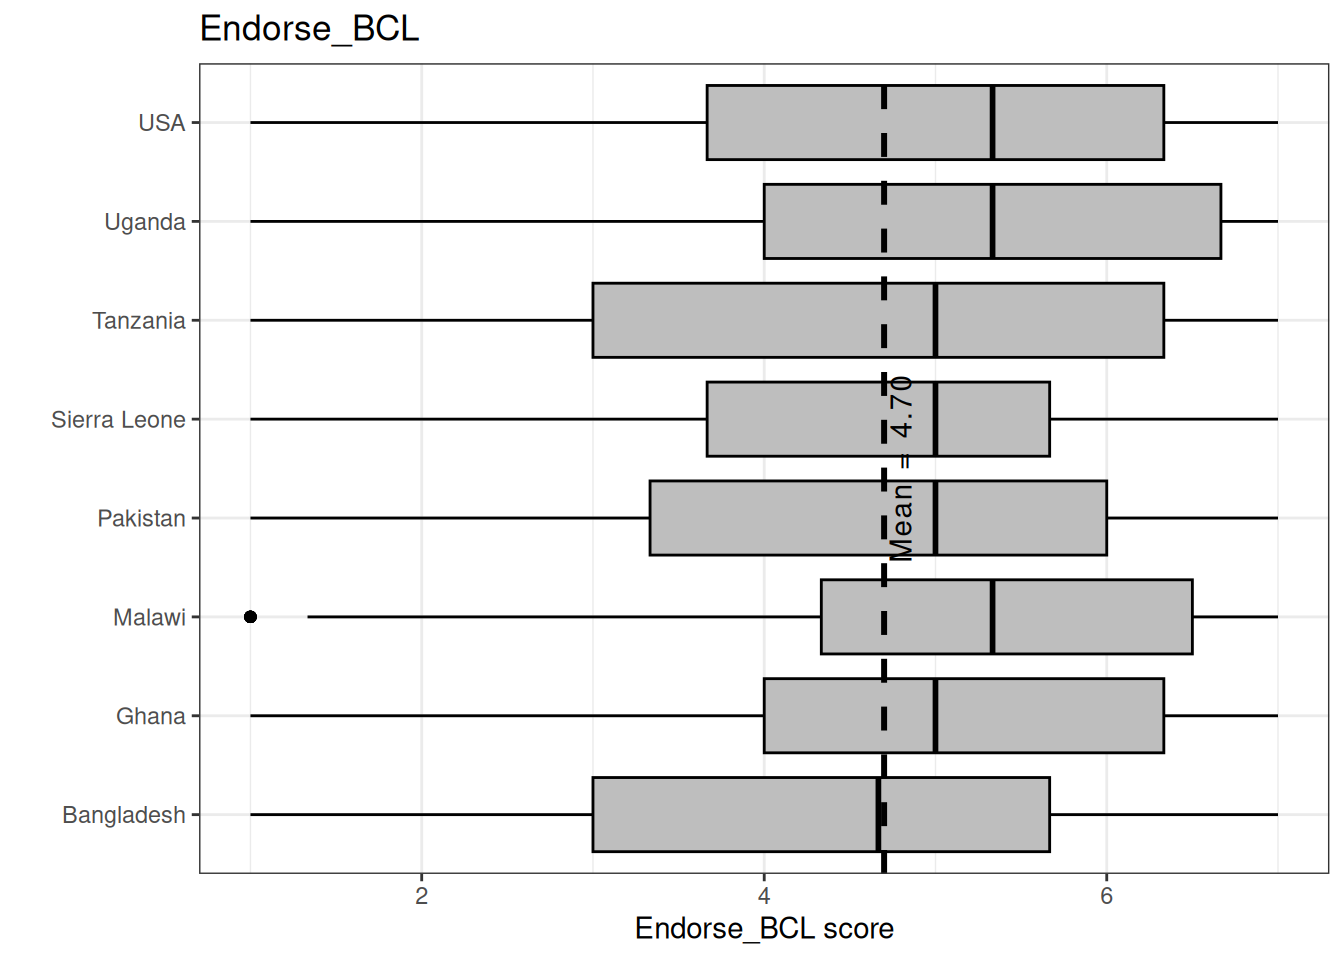 Endorse_BCL
USA
Uganda
Tanzania
Sierra Leone
Pakistan
Malawi
Ghana
Bangladesh
Mean = 4.70
2
4
6
Endorse_BCL score